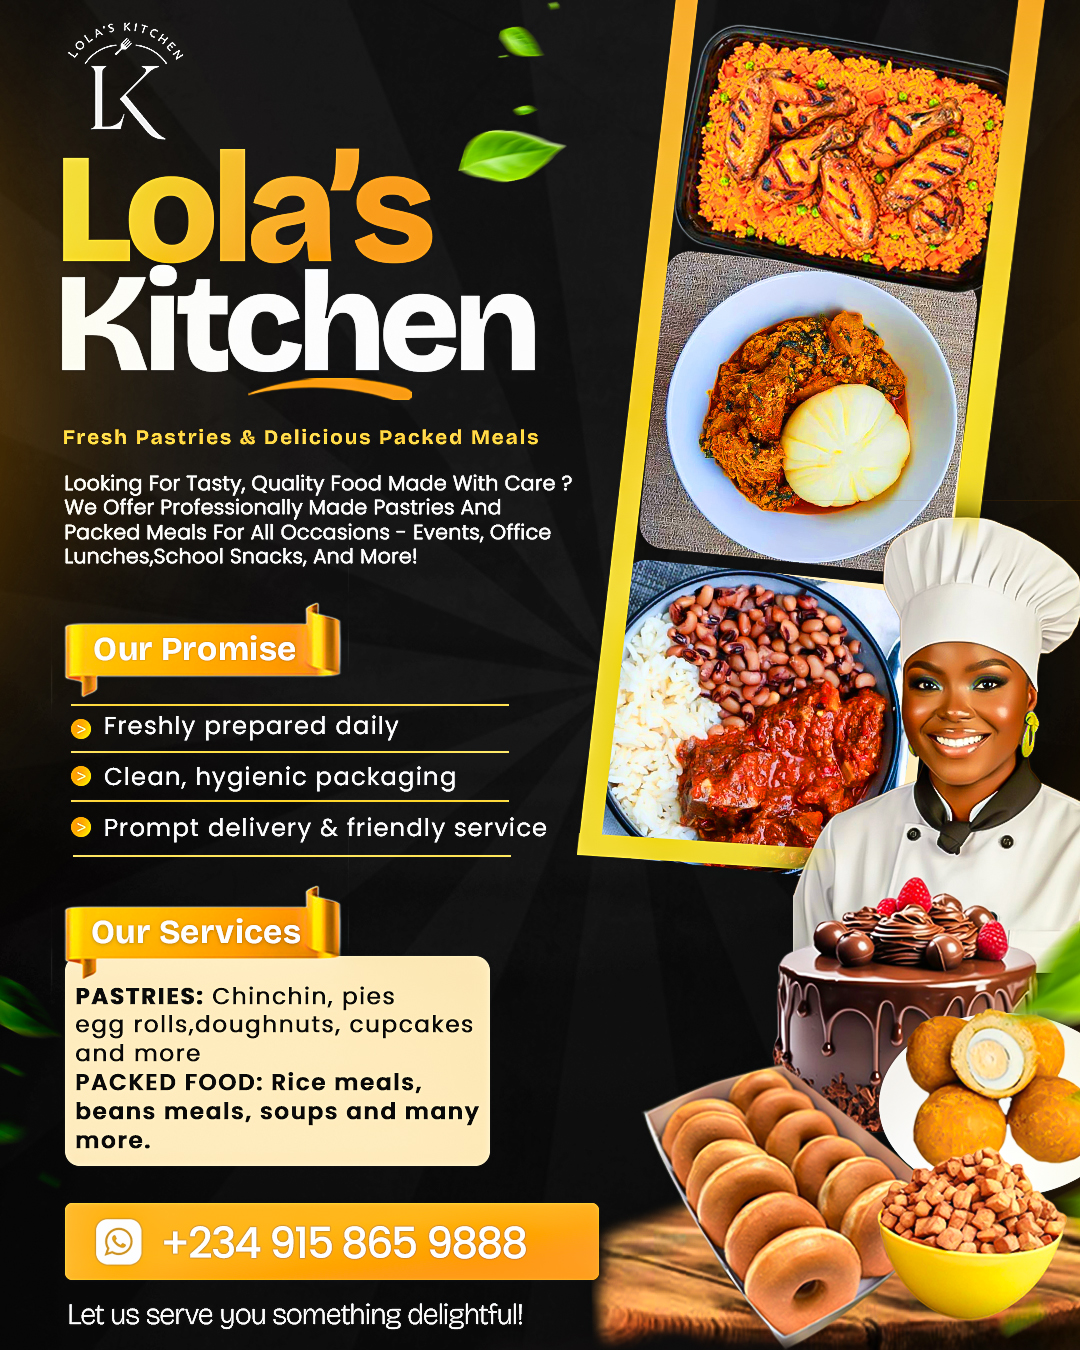 LOLA'S KITCHEN
LK
Lola's
Kitchen
Fresh Pastries & Delicious Packed Meals
Looking For Tasty, Quality Food Made With Care ?
We Offer Professionally Made Pastries And
Packed Meals For All Occasions - Events, Office
Lunches,School Snacks, And More!
Our Promise
Freshly prepared daily
Clean, hygienic packaging
Prompt delivery & friendly service
Our Services
PASTRIES: Chinchin, pies
egg rolls,doughnuts, cupcakes
and more
PACKED FOOD: Rice meals,
beans meals, soups and many
more.
+234 915 865 9888
Let us serve you something delightful!